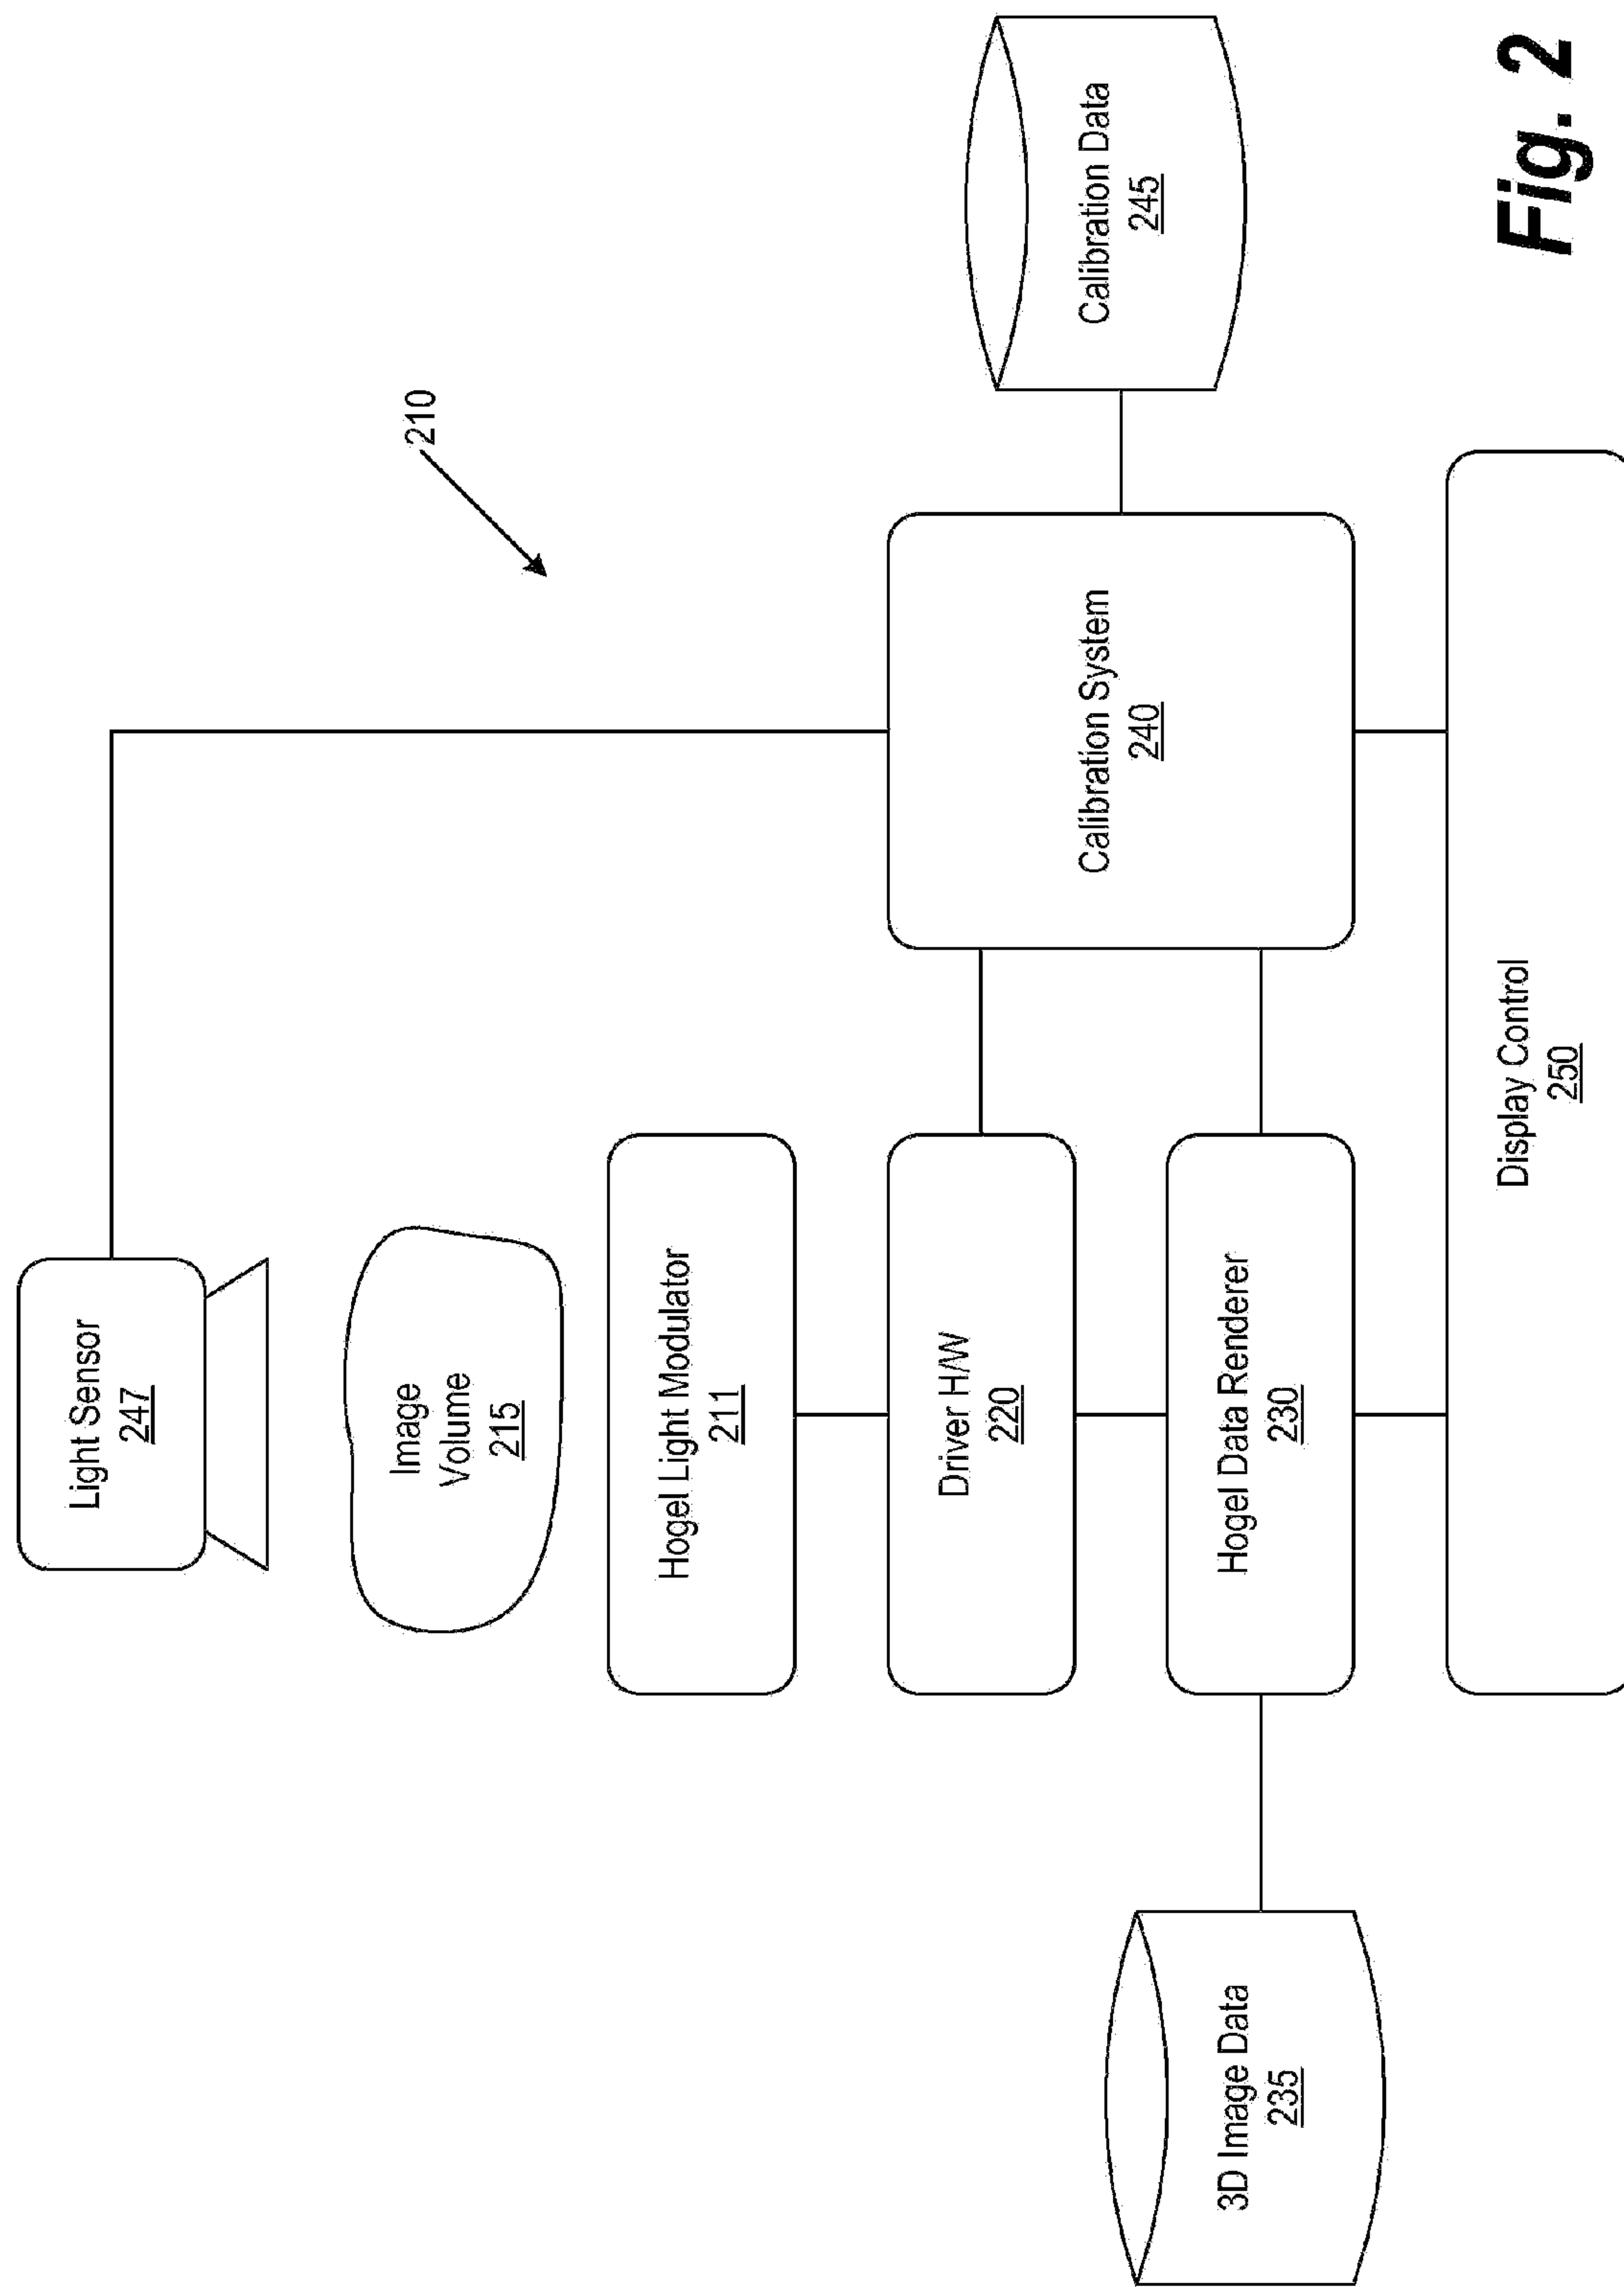 Light Sensor
247
210
Image
Volume
215
Hogel Light Modulator
211
Driver H/W
220
Calibration System
240
Calibration Data
245
3D Image Data
235
Hogel Data Renderer
230
Display Control
250
Fig. 2